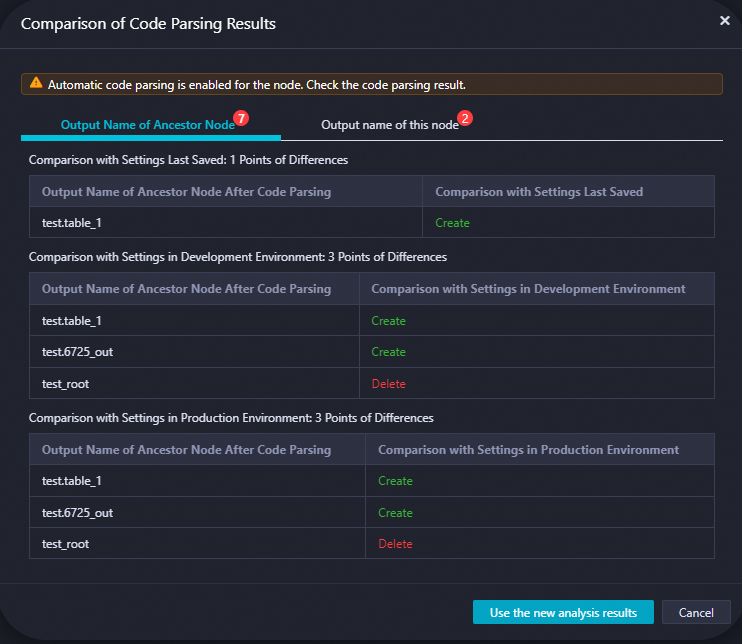 Comparison of Code Parsing Results
Automatic code parsing is enabled for the node. Check the code parsing result.
Output Name of Ancestor Node 7 Output name of this node 2
Comparison with Settings Last Saved: 1 Points of Differences
Output Name of Ancestor Node After Code Parsing Comparison with Settings Last Saved
test.table_1 Create
Comparison with Settings in Development Environment: 3 Points of Differences
Output Name of Ancestor Node After Code Parsing Comparison with Settings in Development Environment
test.table_1 Create
test.6725_out Create
test_root Delete
Comparison with Settings in Production Environment: 3 Points of Differences
Output Name of Ancestor Node After Code Parsing Comparison with Settings in Production Environment
test.table_1 Create
test.6725_out Create
test_root Delete
Use the new analysis results Cancel